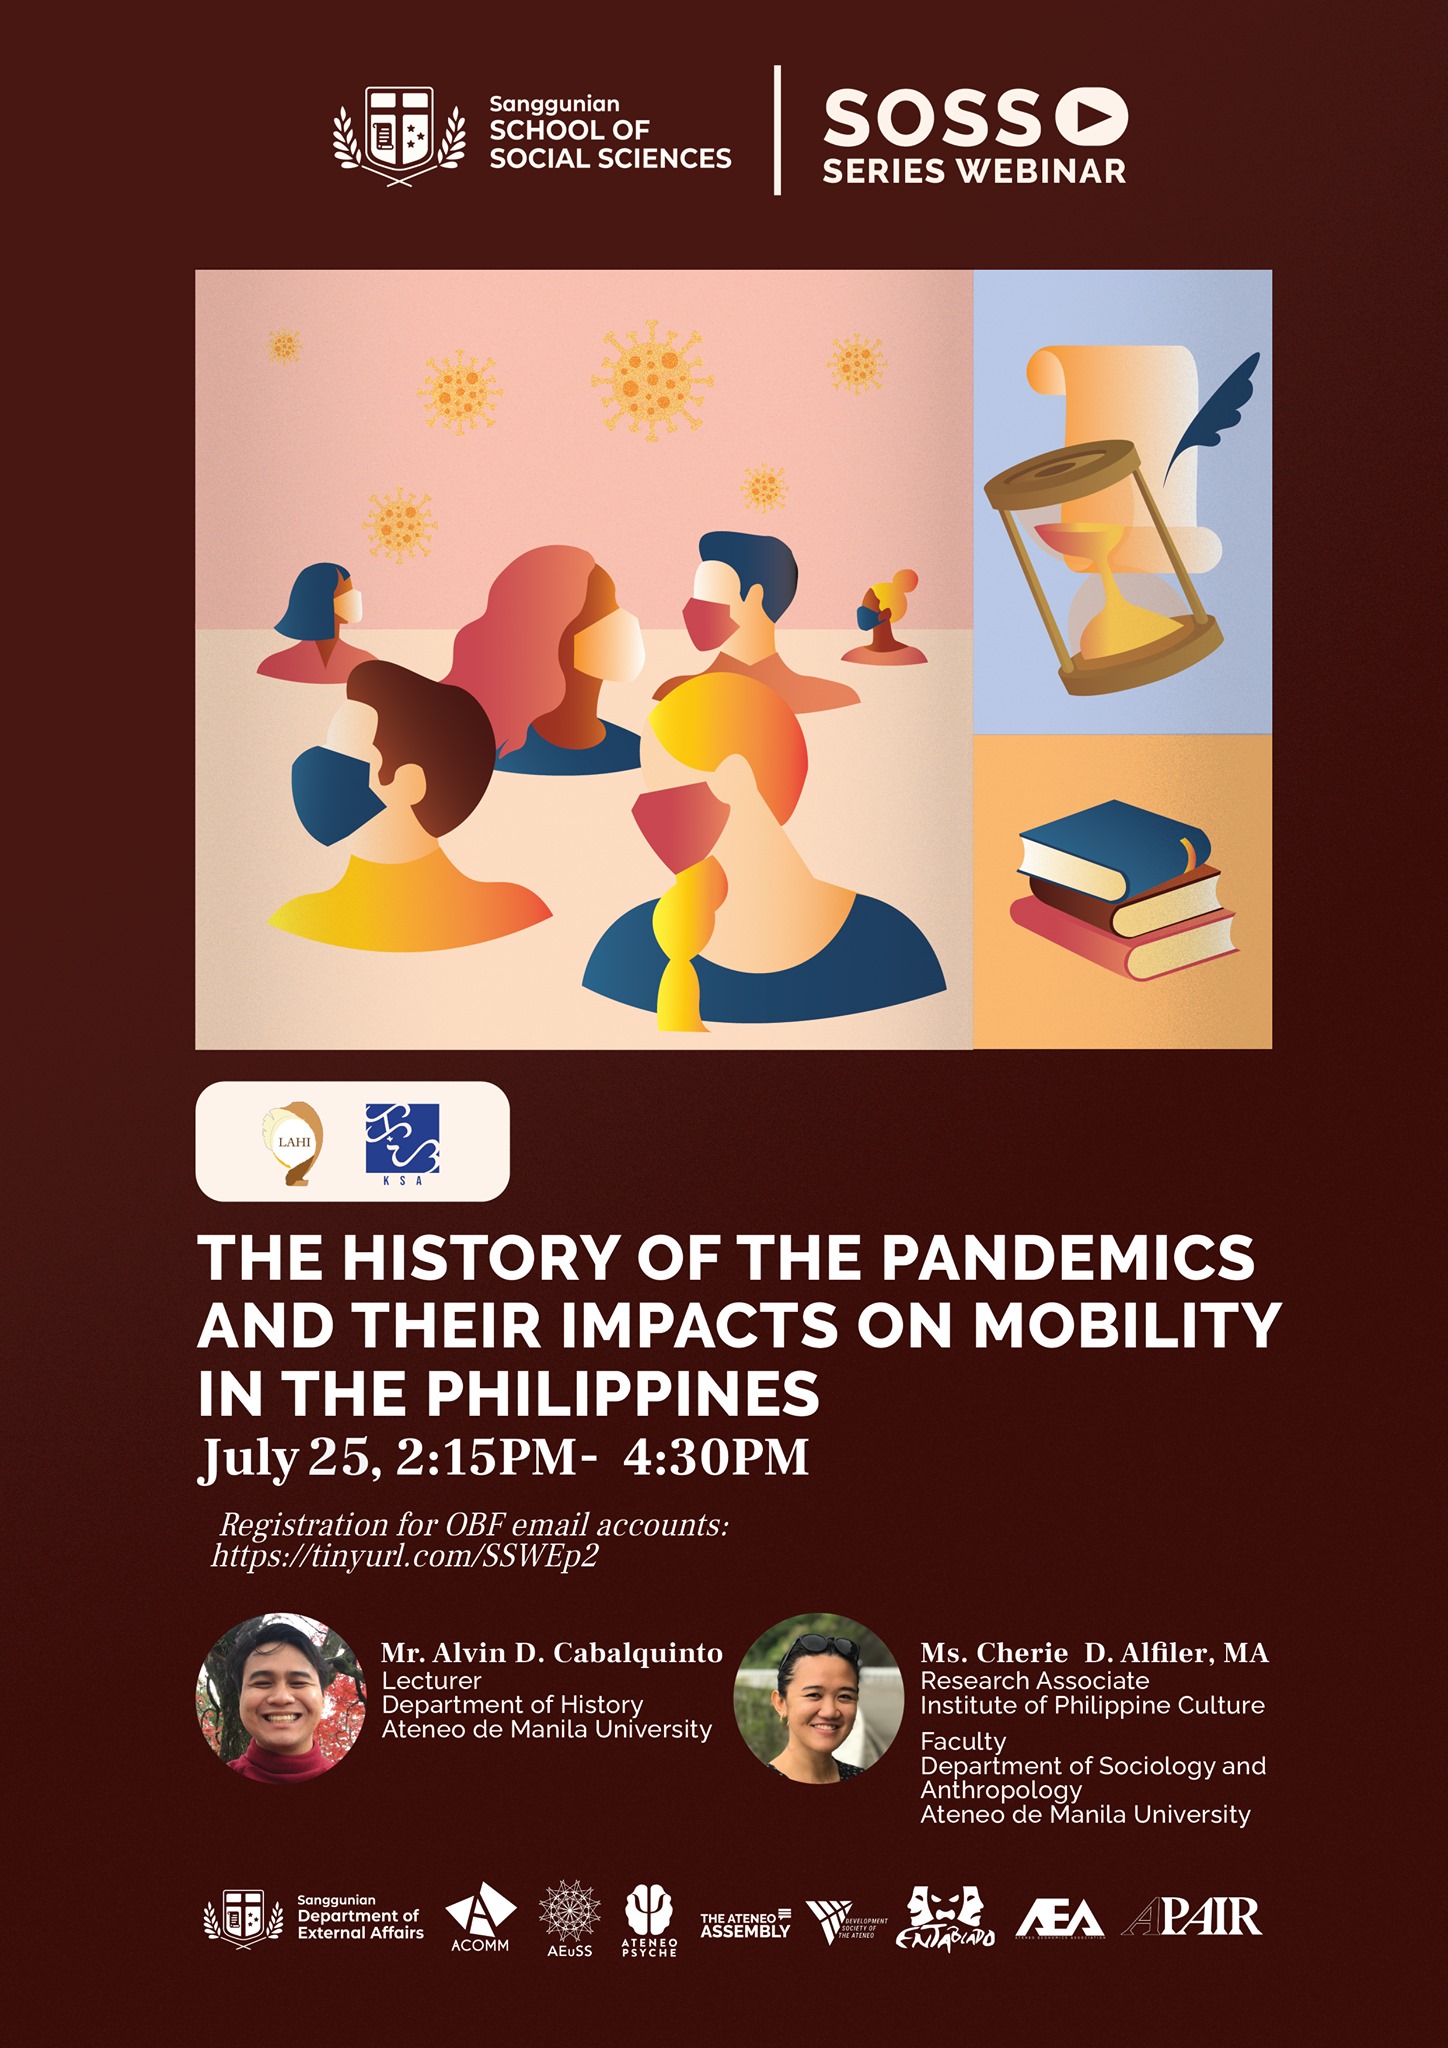 Sanggunian
SCHOOL OF
SOCIAL SCIENCES
SOSS
SERIES WEBINAR
LAHI
KSA
THE HISTORY OF THE PANDEMICS
AND THEIR IMPACTS ON MOBILITY
IN THE PHILIPPINES
July 25, 2:15PM- 4:30PM
Registration for OBF email accounts:
https://tinyurl.com/SSWEp2
Mr. Alvin D. Cabalquinto
Lecturer
Department of History
Ateneo de Manila University
Ms. Cherie D. Alfiler, MA
Research Associate
Institute of Philippine Culture
Faculty
Department of Sociology and
Anthropology
Ateneo de Manila University
Sanggunian
Department of
External Affairs
ACOMM
AEuSS
ATENEO
PSYCHE
THE ATENEO
ASSEMBLY
DEVELOPMENT
SOCIETY OF
THE ATENEO
ENTABLADO
AEA
ATENEO ECONOMICS ASSOCIATION
APAIR